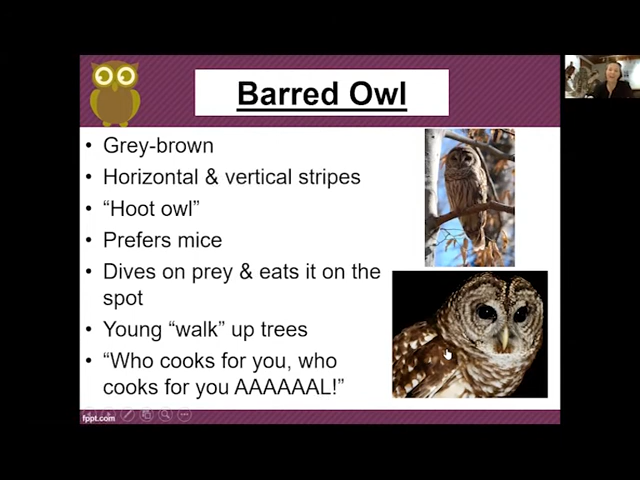 Barred Owl
• Grey-brown
• Horizontal & vertical stripes
• “Hoot owl”
• Prefers mice
• Dives on prey & eats it on the
spot
• Young “walk” up trees
• “Who cooks for you, who
cooks for you AAAAAAL!”
fppt.com